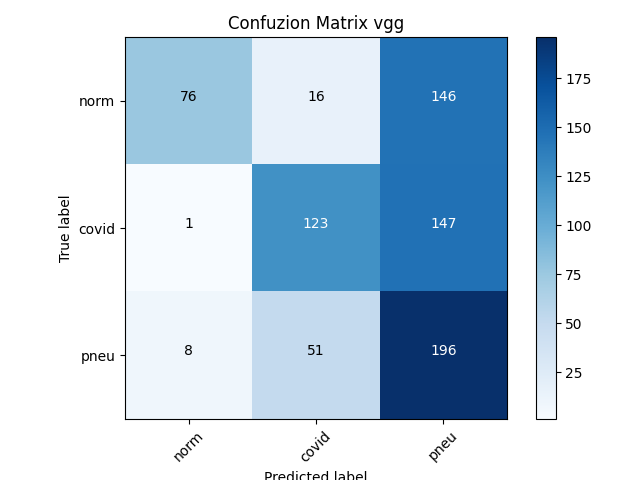 Confuzion Matrix vgg
norm 76 16 146
covid 1 123 147
pneu 8 51 196
norm covid pneu
True label
Predicted label
175
150
125
100
75
50
25